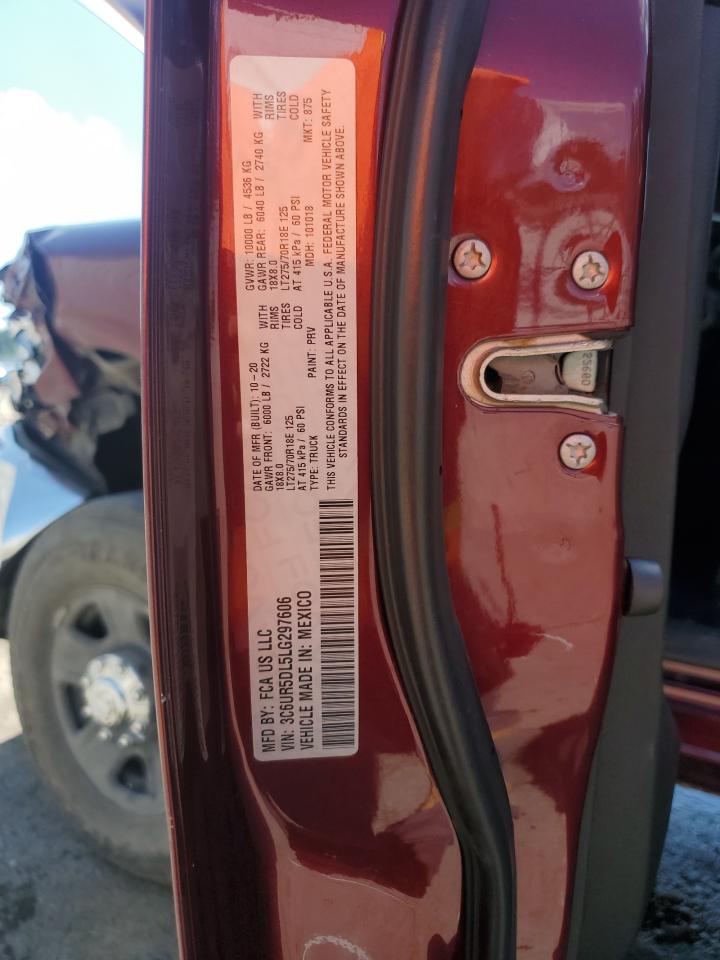 MFD BY: FCA US LLC
VIN: 3C6UR5DL5LG297606
VEHICLE MADE IN: MEXICO
DATE OF MFR (BUILT): 10-20 GVWR: 10000 LB / 4536 KG
GAWR FRONT: 6000 LB / 2722 KG WITH GAWR REAR: 6040 LB / 2740 KG WITH
18X8.0 RIMS 18X8.0 RIMS
LT275/70R18E 125 TIRES LT275/70R18E 125 TIRES
AT 415 kPa / 60 PSI COLD AT 415 kPa / 60 PSI COLD
TYPE: TRUCK PAINT: PRV MDH: 101018 MKT: 875
THIS VEHICLE CONFORMS TO ALL APPLICABLE U.S.A. FEDERAL MOTOR VEHICLE SAFETY
STANDARDS IN EFFECT ON THE DATE OF MANUFACTURE SHOWN ABOVE.